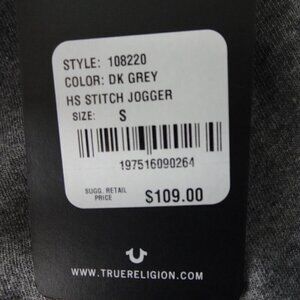 STYLE: 108220
COLOR: DK GREY
HS STITCH JOGGER
SIZE: S
197516090264
SUGG. RETAIL
PRICE $109.00
WWW.TRUERELIGION.COM